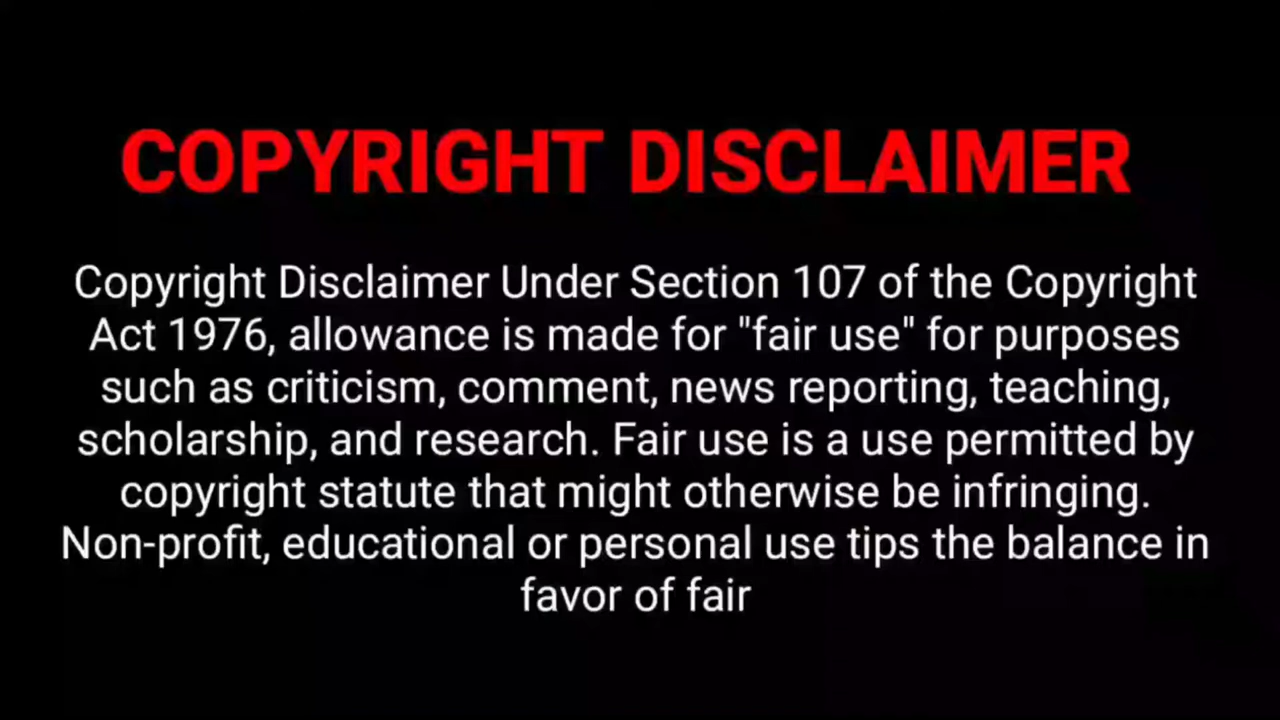 COPYRIGHT DISCLAIMER
Copyright Disclaimer Under Section 107 of the Copyright
Act 1976, allowance is made for "fair use" for purposes
such as criticism, comment, news reporting, teaching,
scholarship, and research. Fair use is a use permitted by
copyright statute that might otherwise be infringing.
Non-profit, educational or personal use tips the balance in
favor of fair